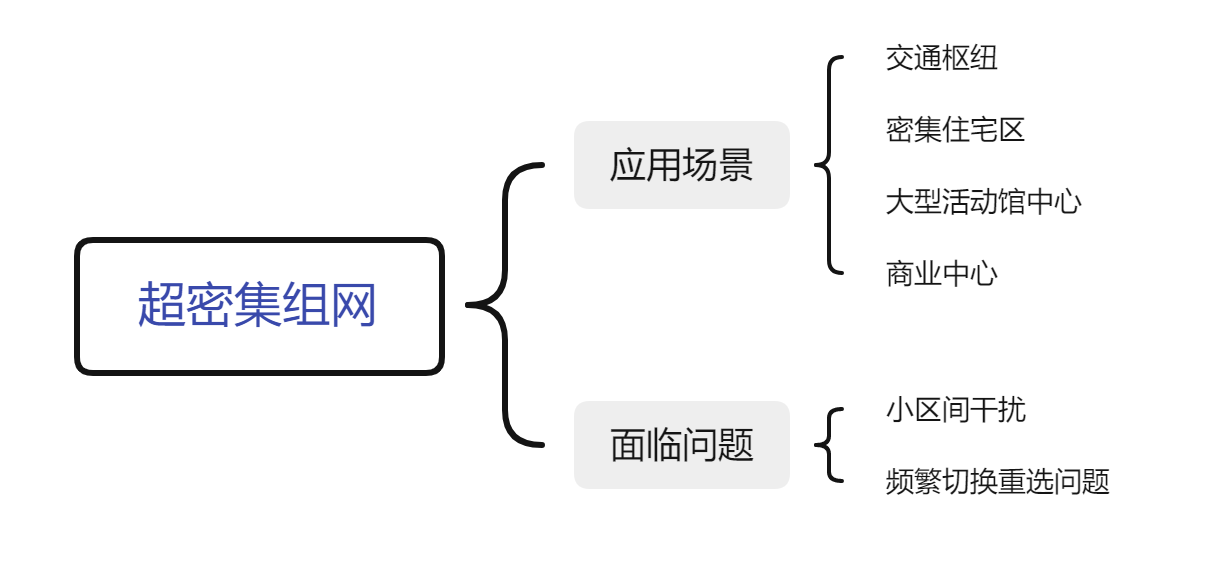 超密集组网
应用场景
交通枢纽
密集住宅区
大型活动馆中心
商业中心
面临问题
小区间干扰
频繁切换重选问题